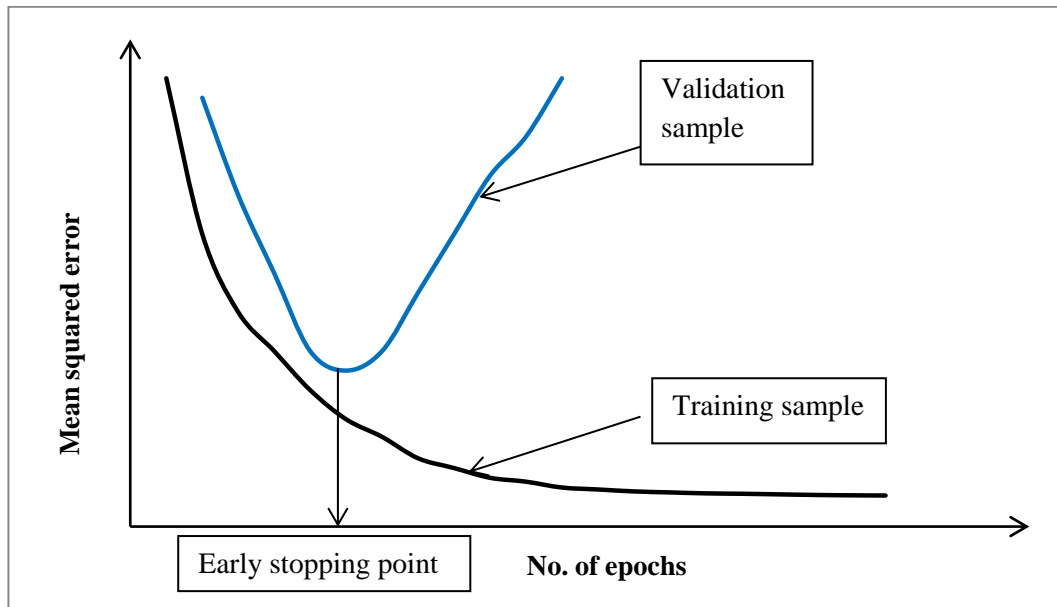 Validation
sample
Mean squared error
Training sample
Early stopping point
No. of epochs